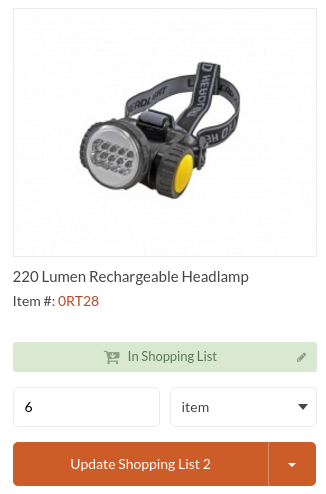 220 Lumen Rechargeable Headlamp
Item #: 0RT28
In Shopping List
6
item
Update Shopping List 2